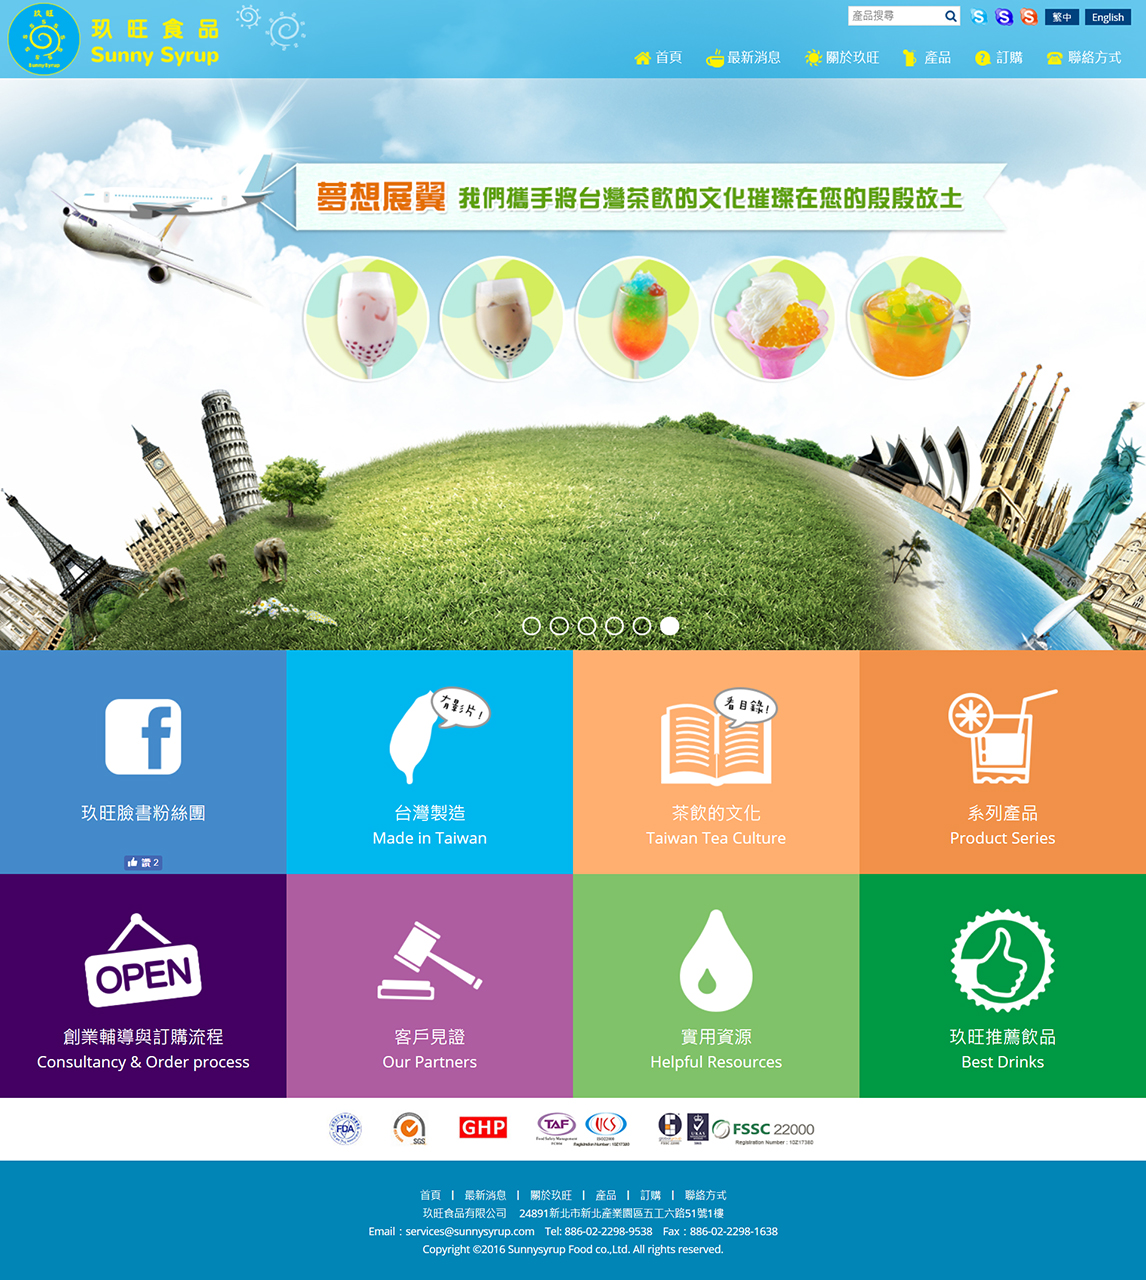 玖旺
SunnySyrup
玖旺食品
Sunny Syrup
產品搜尋
繁中
English
首頁
最新消息
關於玖旺
產品
訂購
聯絡方式
夢想展翼 我們攜手將台灣茶飲的文化璀璨在您的殷殷故土
玖旺臉書粉絲團
讚 2
有影片!
台灣製造
Made in Taiwan
看目錄!
茶飲的文化
Taiwan Tea Culture
系列產品
Product Series
OPEN
創業輔導與訂購流程
Consultancy & Order process
客戶見證
Our Partners
實用資源
Helpful Resources
玖旺推薦飲品
Best Drinks
FDA
SGS
GHP
TAF
UCS
FSSC 22000
Registration Number : 10Z17380
首頁 | 最新消息 | 關於玖旺 | 產品 | 訂購 | 聯絡方式
玖旺食品有限公司 24891新北市新北產業園區五工六路51號1樓
Email：services@sunnysyrup.com Tel: 886-02-2298-9538 Fax：886-02-2298-1638
Copyright ©2016 Sunnysyrup Food co.,Ltd. All rights reserved.